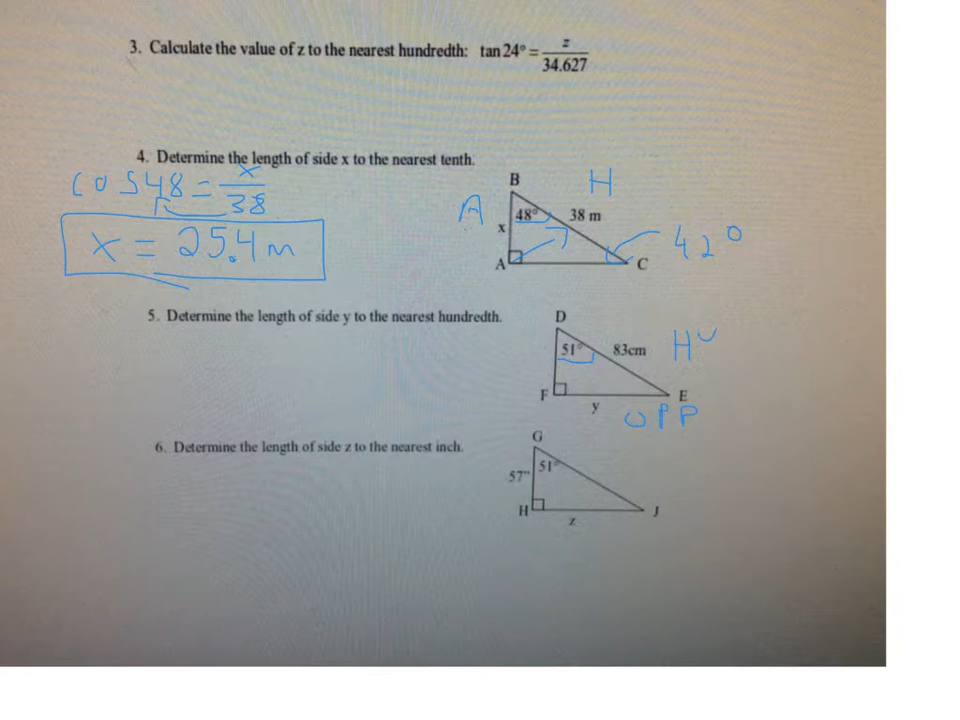 3. Calculate the value of z to the nearest hundredth: tan 24° = z/34.627
4. Determine the length of side x to the nearest tenth.
cos48 = x/38
x = 25.4 m
B
H
A
48°
38 m
x
42°
A
C
5. Determine the length of side y to the nearest hundredth.
D
51°
83cm
HY
F
E
y
OPP
6. Determine the length of side z to the nearest inch.
G
51°
57"
H
J
z